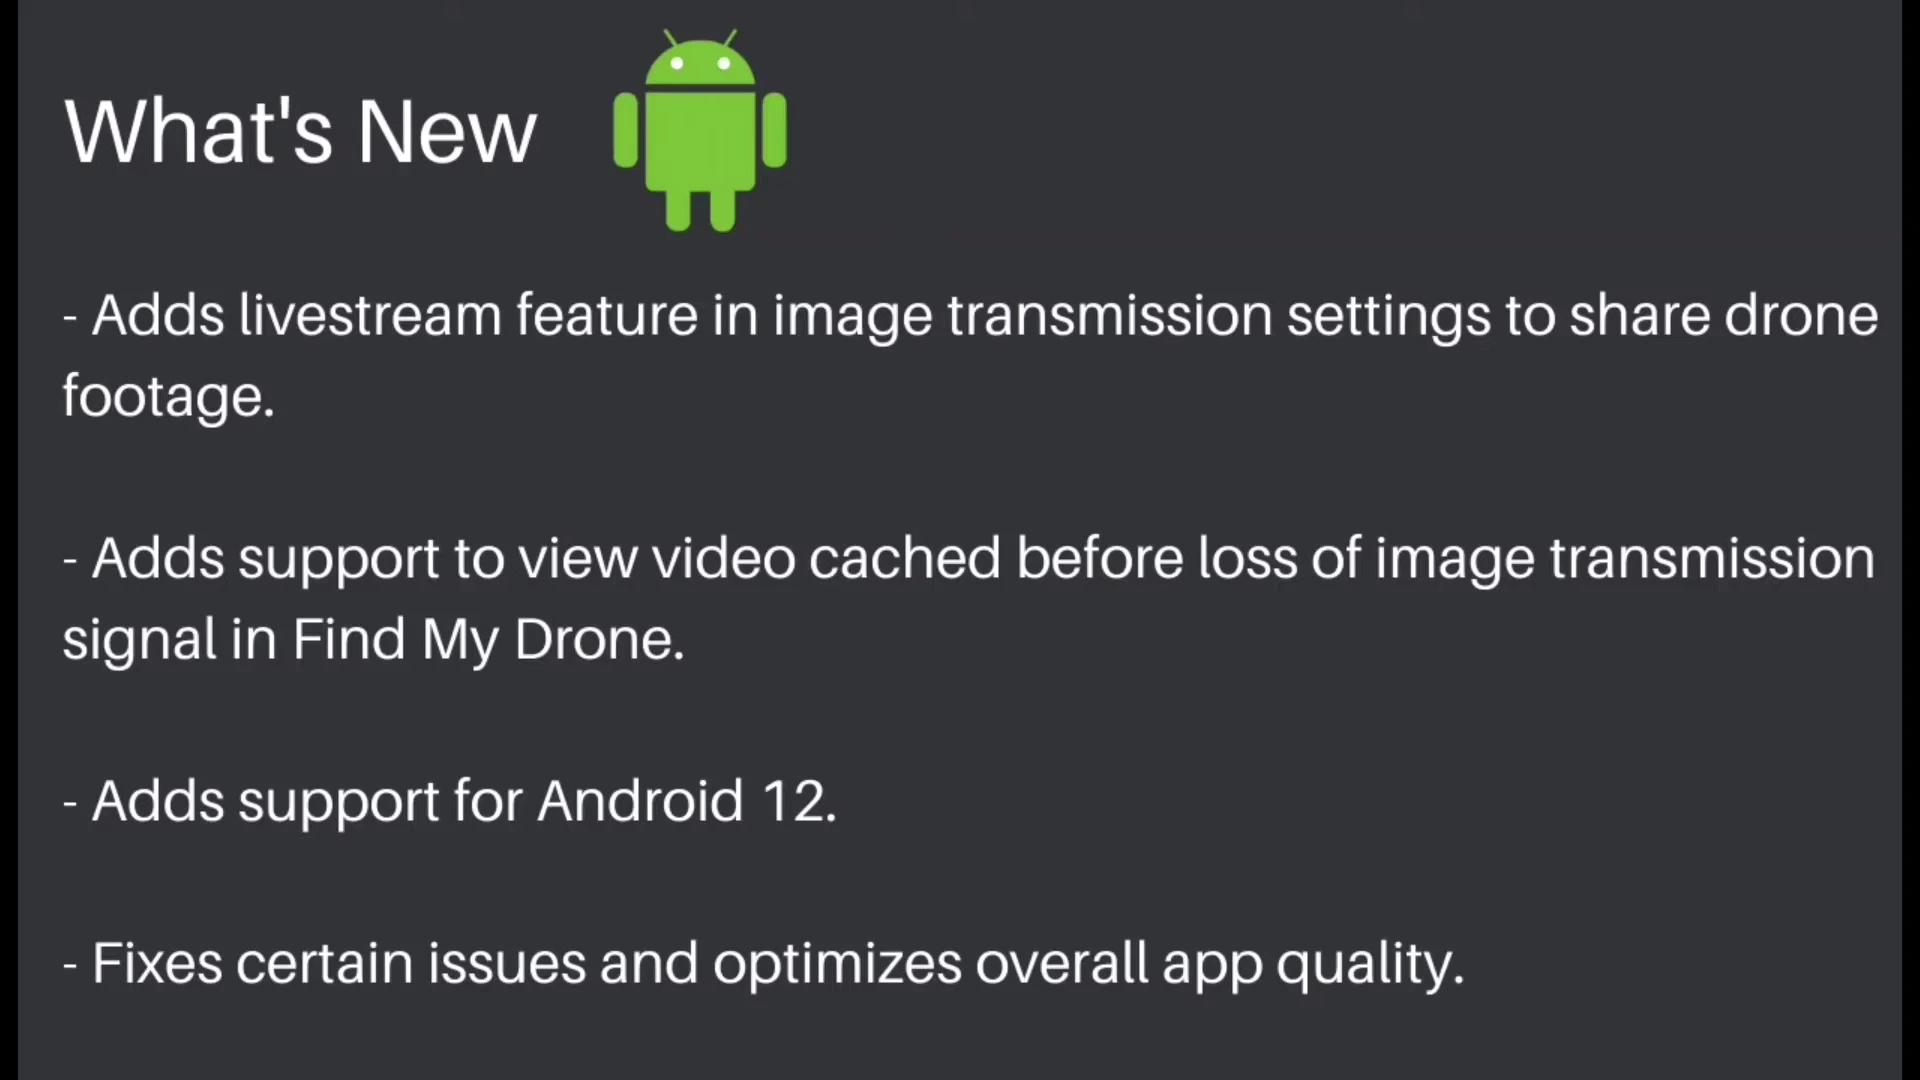 What's New
- Adds livestream feature in image transmission settings to share drone
footage.
- Adds support to view video cached before loss of image transmission
signal in Find My Drone.
- Adds support for Android 12.
- Fixes certain issues and optimizes overall app quality.